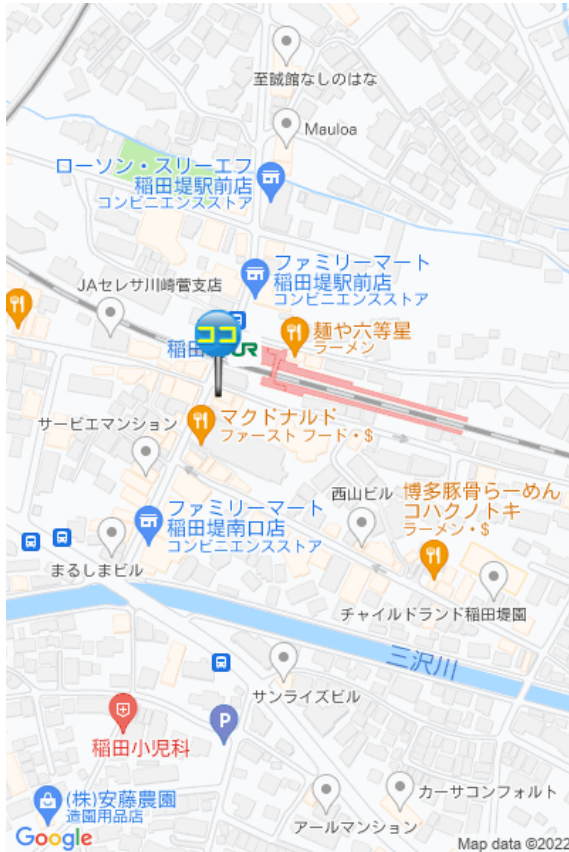 至誠館なしのはな
Mauloa
ローソン・スリーエフ
稲田堤駅前店
コンビニエンスストア
ファミリーマート
稲田堤駅前店
コンビニエンスストア
JAセレサ川崎菅支店
ココ
稲田
JR
麺や六等星
ラーメン
マクドナルド
ファースト フード・$
サービエマンション
西山ビル
博多豚骨らーめん
コハクノトキ
ラーメン・$
ファミリーマート
稲田堤南口店
コンビニエンスストア
まるしまビル
チャイルドランド稲田堤園
三沢川
サンライズビル
P
稲田小児科
カーサコンフォルト
(株)安藤農園
造園用品店
アールマンション
Google
Map data ©2022